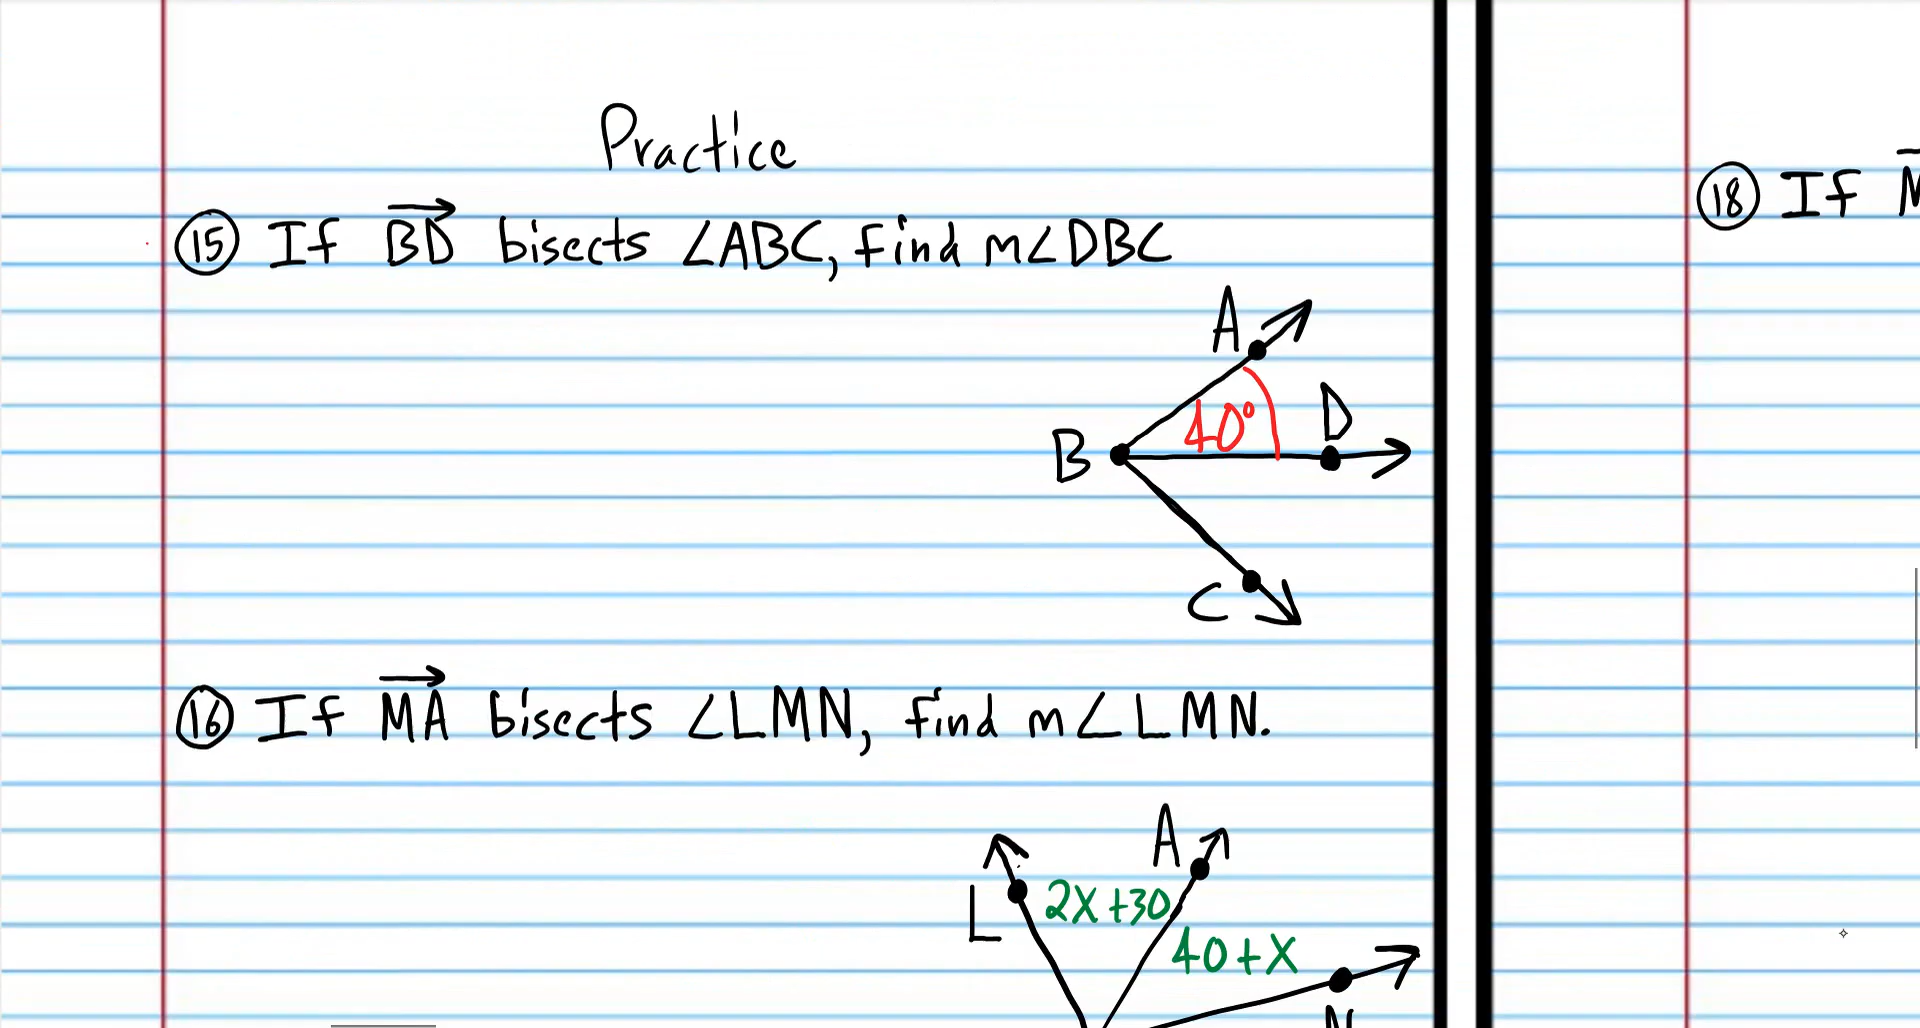 Practice
15 If BD bisects ∠ABC, find m∠DBC
A
40°
D
B
C
16 If MA bisects ∠LMN, find m∠LMN.
A
L
2x+30
40+x
N
18 If